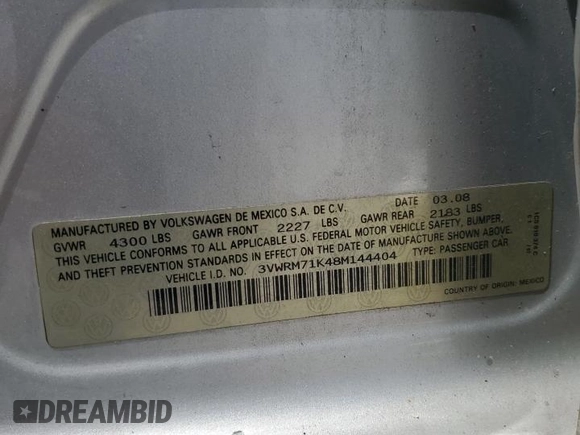 MANUFACTURED BY VOLKSWAGEN DE MEXICO S.A. DE C.V. DATE 03.08
GVWR 4300 LBS GAWR FRONT 2227 LBS GAWR REAR 2183 LBS
THIS VEHICLE CONFORMS TO ALL APPLICABLE U.S. FEDERAL MOTOR VEHICLE SAFETY, BUMPER,
AND THEFT PREVENTION STANDARDS IN EFFECT ON THE DATE OF MANUFACTURE SHOWN ABOVE.
VEHICLE I.D. NO. 3VWRM71K48M144404 TYPE: PASSENGER CAR
COUNTRY OF ORIGIN: MEXICO
DREAMBID